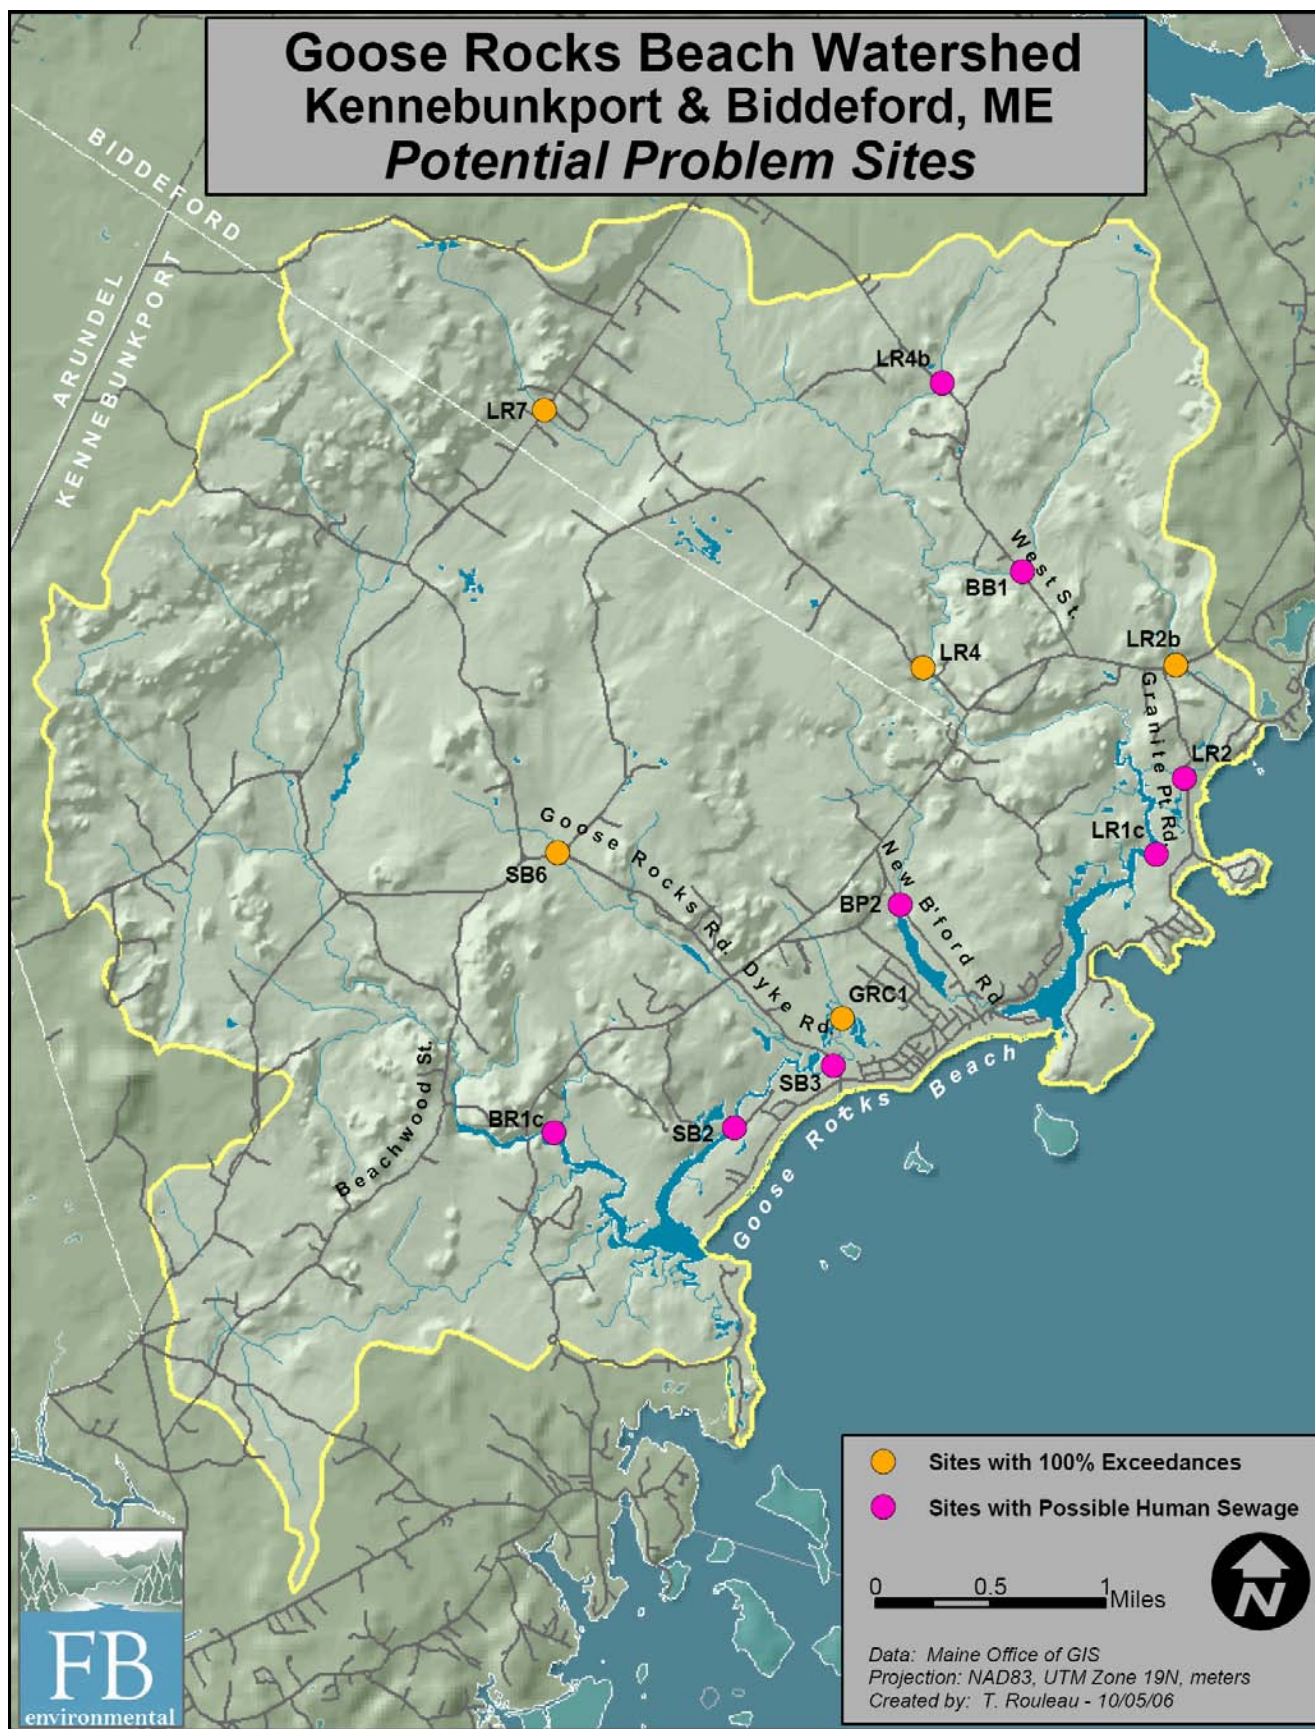 Goose Rocks Beach Watershed
Kennebunkport & Biddeford, ME
Potential Problem Sites
BIDDEFORD
ARUNDEL
KENNEBUNKPORT
LR4b
LR7
West St.
BB1
LR2b
LR4
Granite Pt Rd.
LR2
LR1c
Goose Rocks Rd.
SB6
New B'ford Rd
BP2
Dyke Rd
GRC1
SB3
Goose Rocks Beach
Beachwood St.
BR1c
SB2
Sites with 100% Exceedances
Sites with Possible Human Sewage
0 0.5 1
Miles
N
Data: Maine Office of GIS
Projection: NAD83, UTM Zone 19N, meters
Created by: T. Rouleau - 10/05/06
FB
environmental